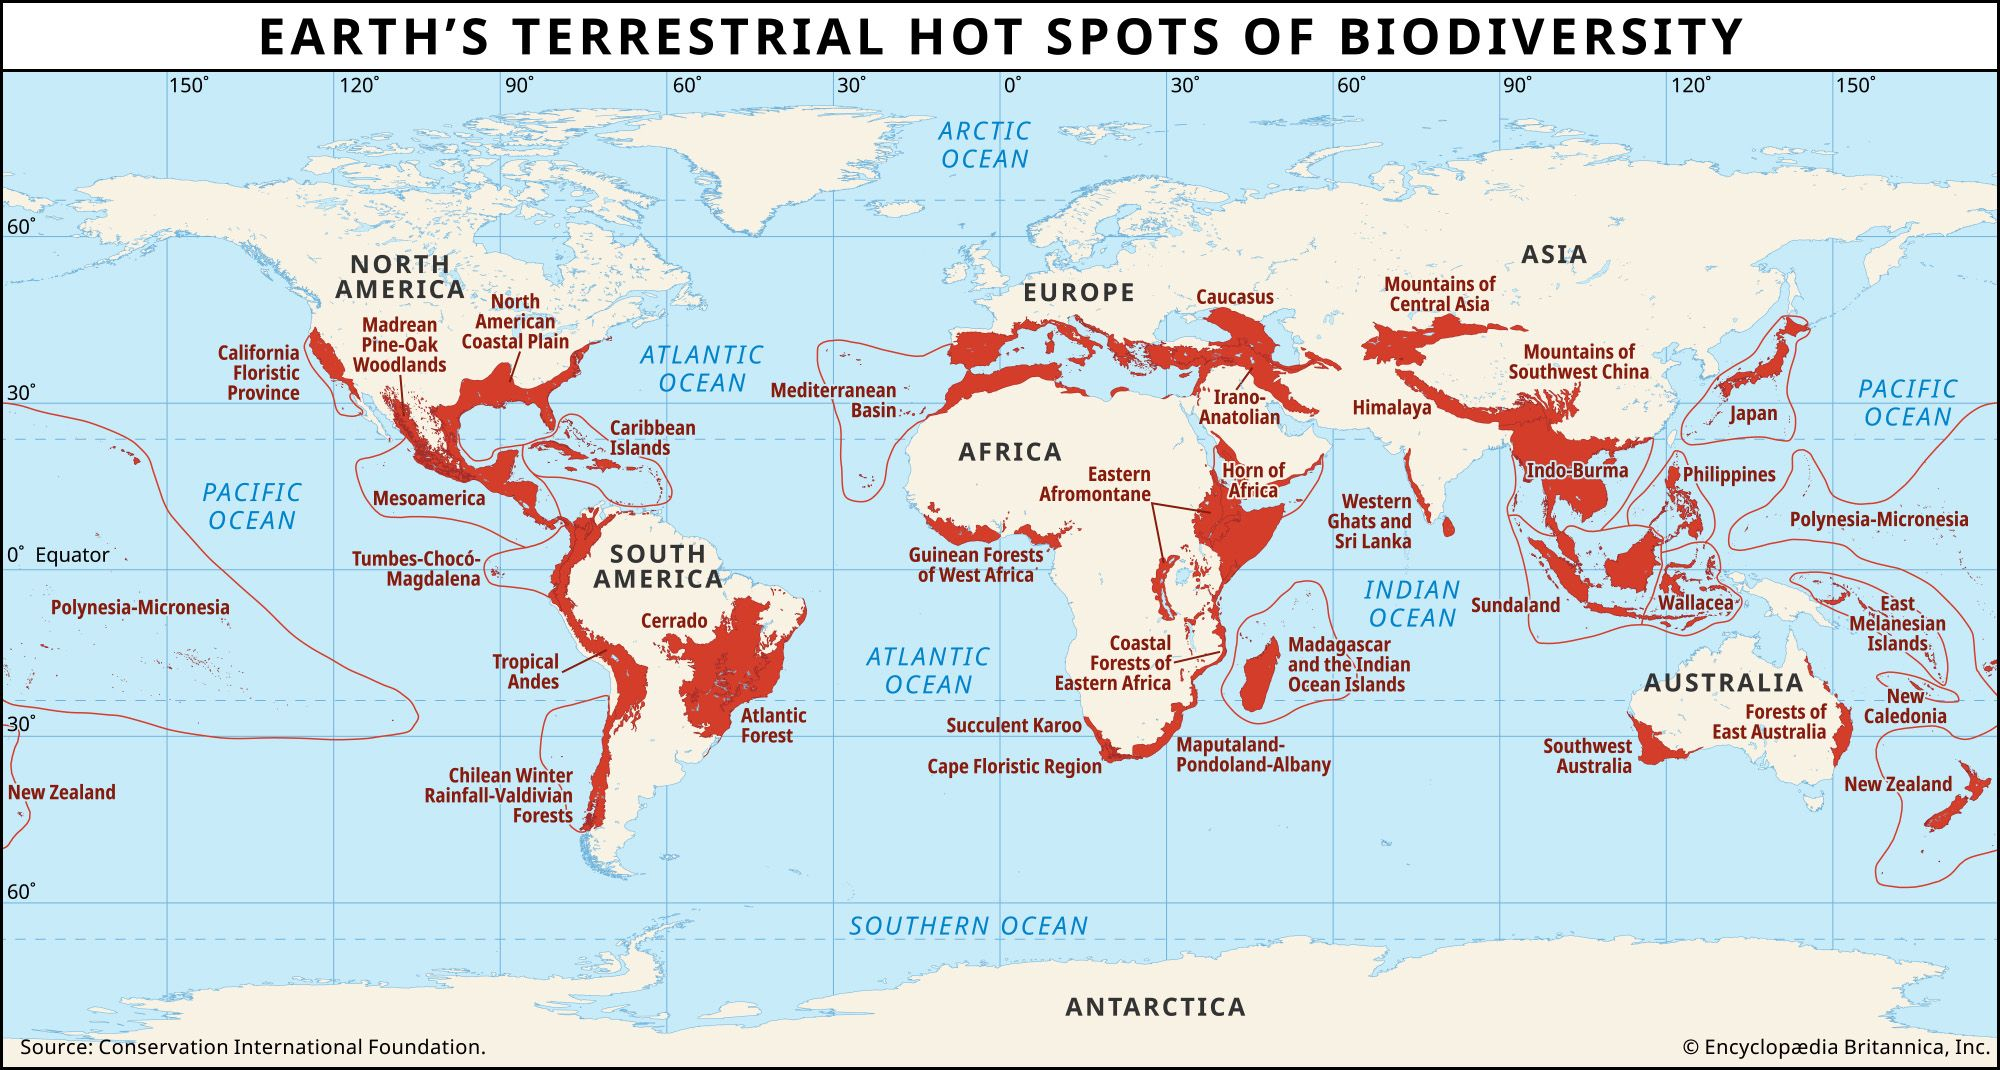 EARTH’S TERRESTRIAL HOT SPOTS OF BIODIVERSITY
150° 120° 90° 60° 30° 0° 30° 60° 90° 120° 150°
ARCTIC
OCEAN
60°
NORTH
AMERICA
EUROPE
ASIA
North
American
Coastal Plain
Madrean
Pine-Oak
Woodlands
California
Floristic
Province
ATLANTIC
OCEAN
Mediterranean
Basin
Caucasus
Irano-
Anatolian
Mountains of
Central Asia
Mountains of
Southwest China
Himalaya
Japan
PACIFIC
OCEAN
30°
Caribbean
Islands
AFRICA
Eastern
Afromontane
Horn of
Africa
Western
Ghats and
Sri Lanka
Indo-Burma
Philippines
PACIFIC
OCEAN
Mesoamerica
Polynesia-Micronesia
0° Equator
Tumbes-Chocó-
Magdalena
SOUTH
AMERICA
Guinean Forests
of West Africa
INDIAN
OCEAN
Sundaland
Wallacea
East
Melanesian
Islands
Polynesia-Micronesia
Cerrado
Tropical
Andes
ATLANTIC
OCEAN
Coastal
Forests of
Eastern Africa
Madagascar
and the Indian
Ocean Islands
AUSTRALIA
New
Caledonia
Forests of
East Australia
30°
Atlantic
Forest
Succulent Karoo
Cape Floristic Region
Maputaland-
Pondoland-Albany
Southwest
Australia
New Zealand
New Zealand
Chilean Winter
Rainfall-Valdivian
Forests
60°
SOUTHERN OCEAN
ANTARCTICA
Source: Conservation International Foundation.
© Encyclopædia Britannica, Inc.